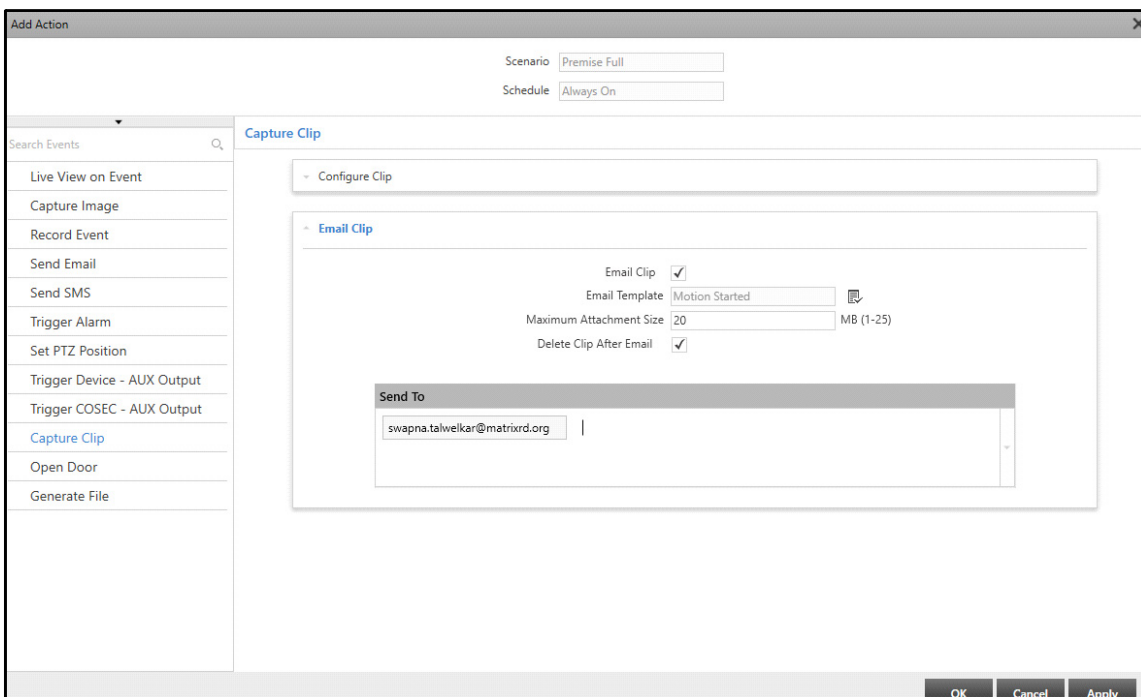 Add Action
Scenario Premise Full
Schedule Always On
Search Events
Live View on Event
Capture Image
Record Event
Send Email
Send SMS
Trigger Alarm
Set PTZ Position
Trigger Device - AUX Output
Trigger COSEC - AUX Output
Capture Clip
Open Door
Generate File
Capture Clip
Configure Clip
Email Clip
Email Clip
Email Template Motion Started
Maximum Attachment Size 20 MB (1-25)
Delete Clip After Email
Send To
swapna.talwelkar@matrixrd.org
OK Cancel Apply